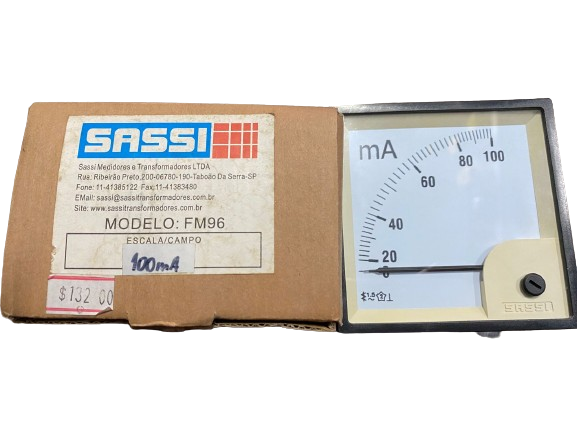 SASSI
Sassi Medidores e Transformadores LTDA
Rua: Ribeirão Preto,200-06780-190-Taboão Da Serra-SP
Fone: 11-41385122 Fax;11-41383480
EMail: sassi@sassitransformadores.com.br
Site: www.sassitransformadores.com.br
MODELO: FM96
ESCALA/CAMPO
100mA
$132 00
mA
100
80
60
40
20
0
1,5
SASSI